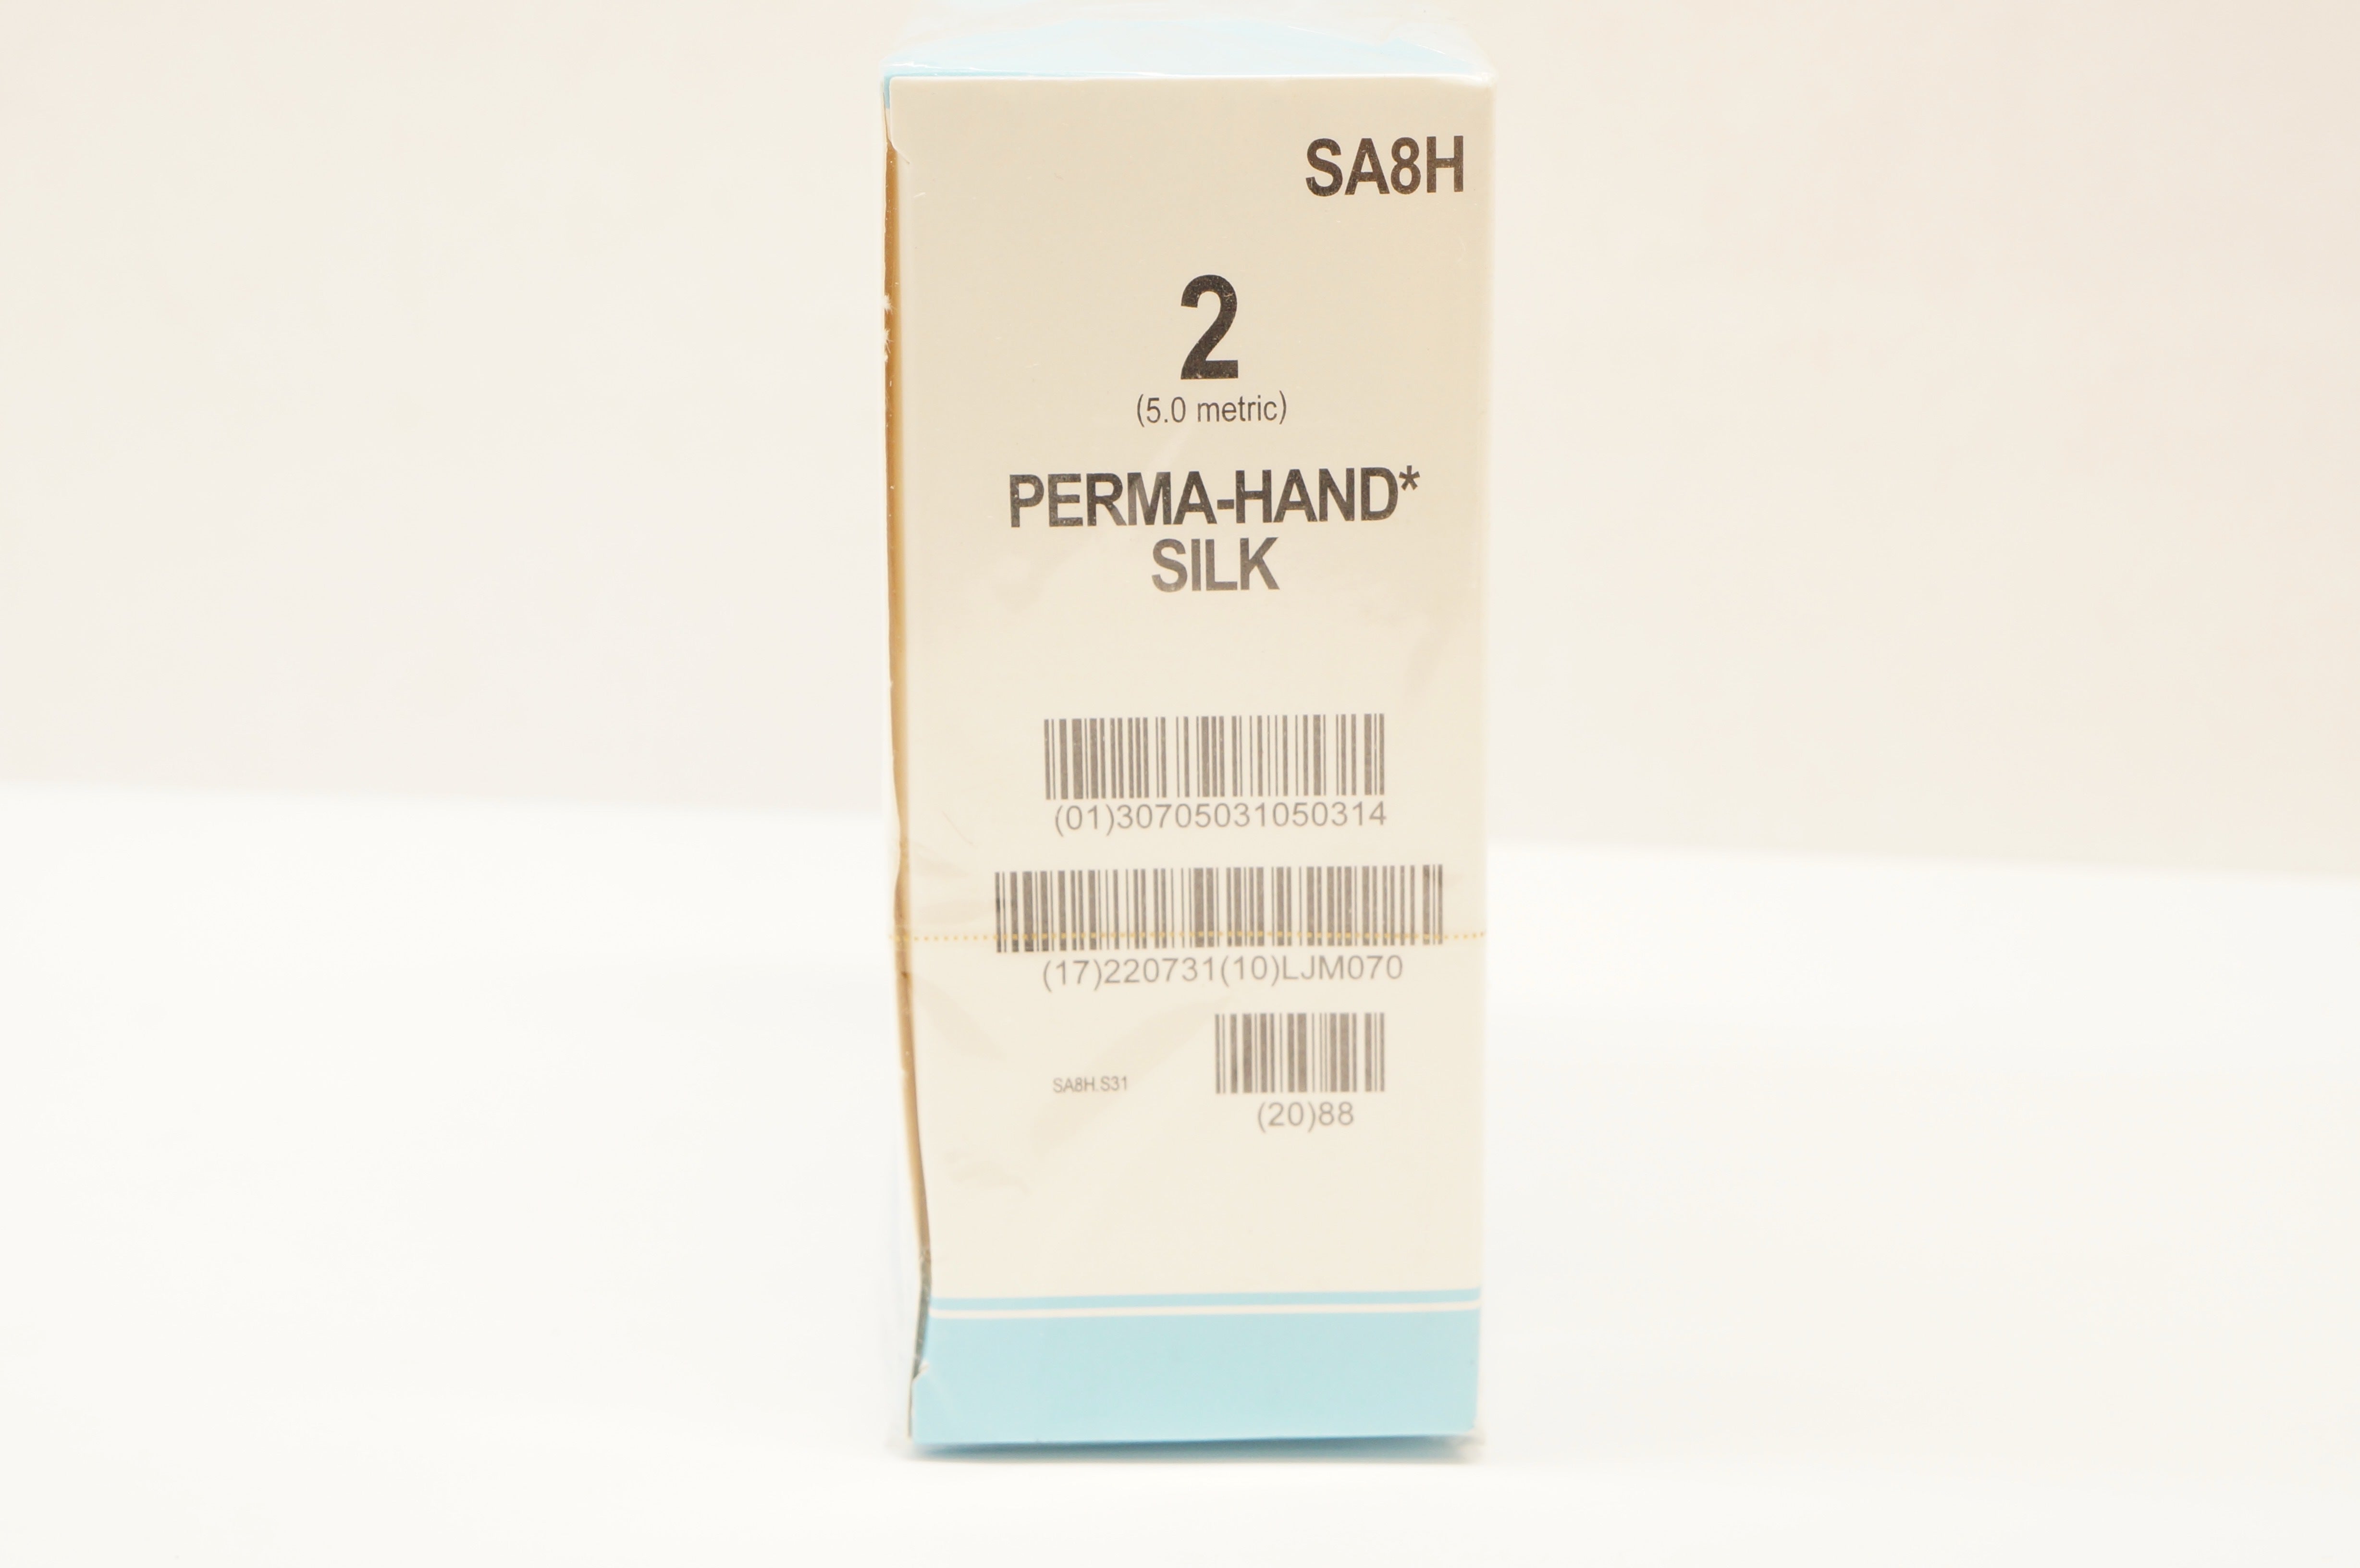 SA8H
2
(5.0 metric)
PERMA-HAND*
SILK
(01)30705031050314
(17)220731(10)LJM070
SA8H.S31
(20)88